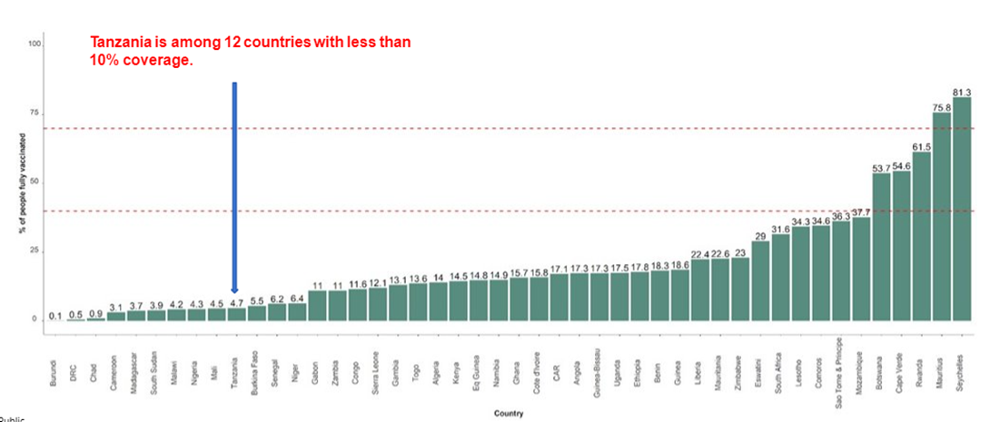 Tanzania is among 12 countries with less than
10% coverage.
100
75
50
25
0
% of people fully vaccinated
0.1 0.5 0.9 3.1 3.7 3.9 4.2 4.3 4.5 4.7 5.5 6.2 6.4 11 11 11.6 12.1 13.1 13.6 14 14.5 14.8 14.9 15.7 15.8 17.1 17.3 17.3 17.5 17.8 18.3 18.6 22.4 22.6 23 29 31.6 34.3 34.6 36.3 37.7 53.7 54.6 61.5 75.8 81.3
Burundi
DRC
Chad
Cameroon
Madagascar
South Sudan
Malawi
Nigeria
Mali
Tanzania
Burkina Faso
Senegal
Niger
Gabon
Zambia
Congo
Sierra Leone
Gambia
Togo
Algeria
Kenya
Eq Guinea
Namibia
Ghana
Cote d'Ivoire
CAR
Angola
Guinea-Bissau
Uganda
Ethiopia
Benin
Guinea
Liberia
Mauritania
Zimbabwe
Eswatini
South Africa
Lesotho
Comoros
Sao Tome & Principe
Mozambique
Botswana
Cape Verde
Rwanda
Mauritius
Seychelles
Country